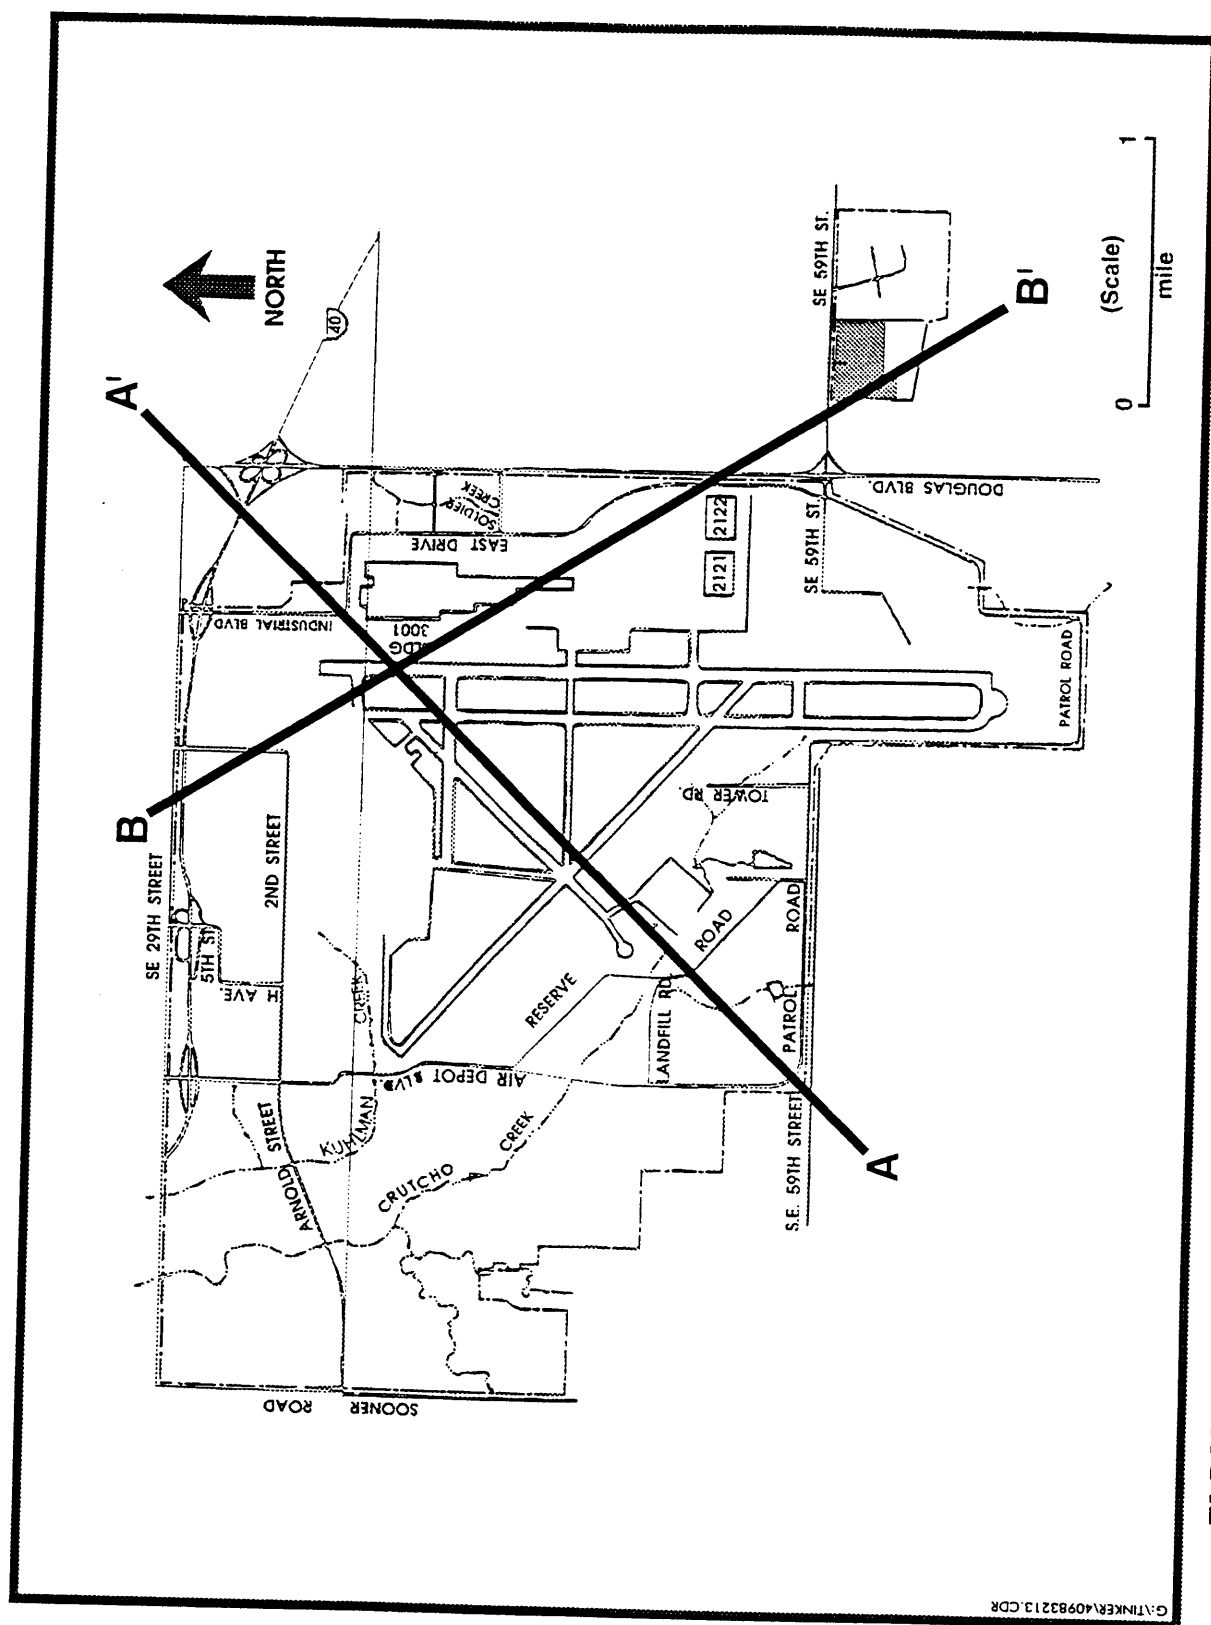 A'
NORTH
40
B
SE 29TH STREET
5TH ST.
2ND STREET
H AVE.
INDUSTRIAL BLVD
BLDG
3001
EAST DRIVE
SOLDIER
CREEK
2121
2122
SE 59TH ST.
SE 59TH ST.
DOUGLAS BLVD.
B'
(Scale)
0
1
mile
PATROL ROAD
TOWER RD.
ROAD
PATROL
RESERVE
ROAD
LANDFILL RD
AIR DEPOT BLVD
CREEK
KUHLMAN
ARNOLD STREET
CRUTCHO
CREEK
S.E. 59TH STREET
A
SOONER ROAD
G:\TINKER\40983213.CDR